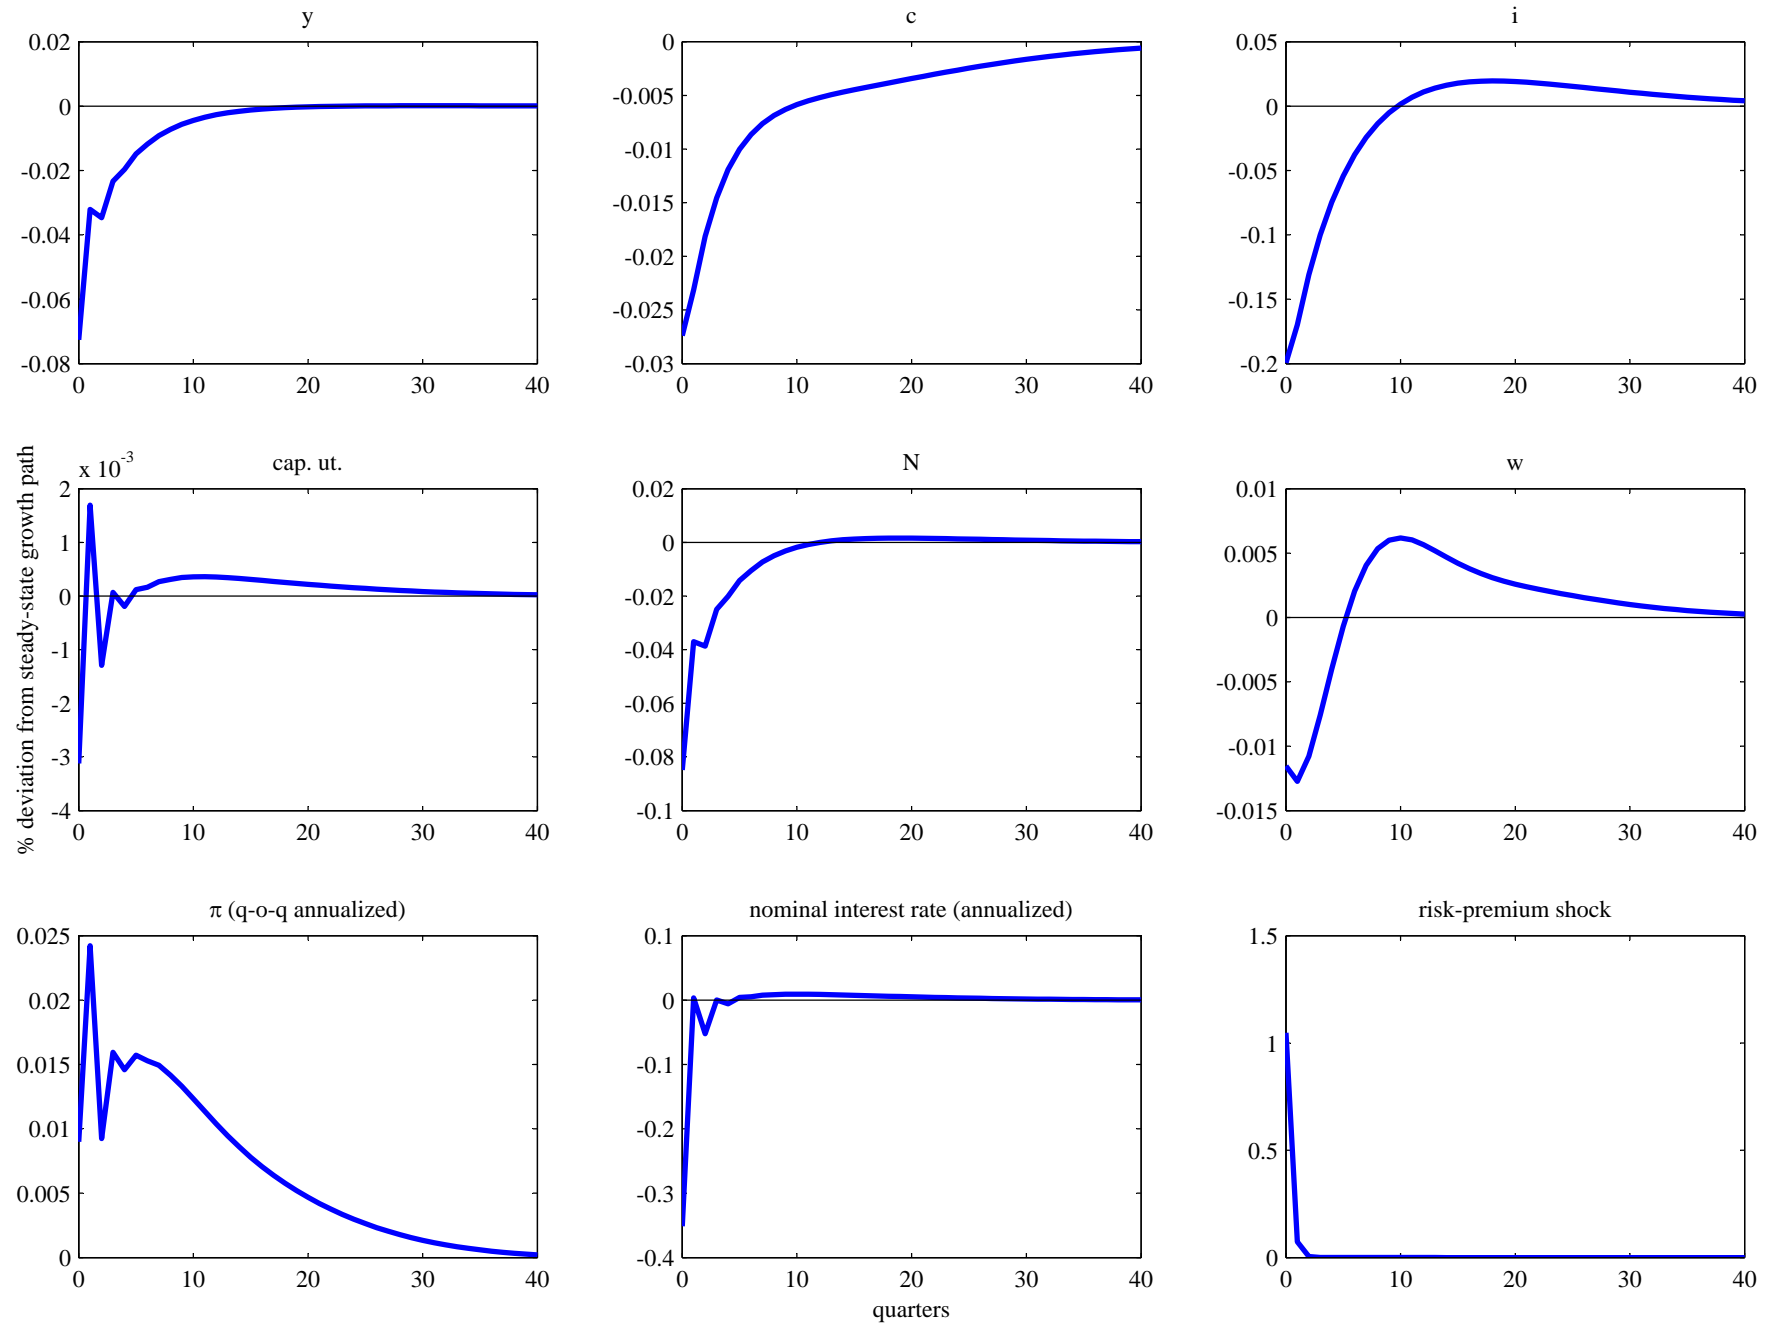 y
0.02
0
-0.02
-0.04
-0.06
-0.08
0 10 20 30 40
c
0
-0.005
-0.01
-0.015
-0.02
-0.025
-0.03
0 10 20 30 40
i
0.05
0
-0.05
-0.1
-0.15
-0.2
0 10 20 30 40
% deviation from steady-state growth path
cap. ut.
x 10^-3
2
1
0
-1
-2
-3
-4
0 10 20 30 40
N
0.02
0
-0.02
-0.04
-0.06
-0.08
-0.1
0 10 20 30 40
w
0.01
0.005
0
-0.005
-0.01
-0.015
0 10 20 30 40
π (q-o-q annualized)
0.025
0.02
0.015
0.01
0.005
0
0 10 20 30 40
nominal interest rate (annualized)
0.1
0
-0.1
-0.2
-0.3
-0.4
0 10 20 30 40
quarters
risk-premium shock
1.5
1
0.5
0
0 10 20 30 40